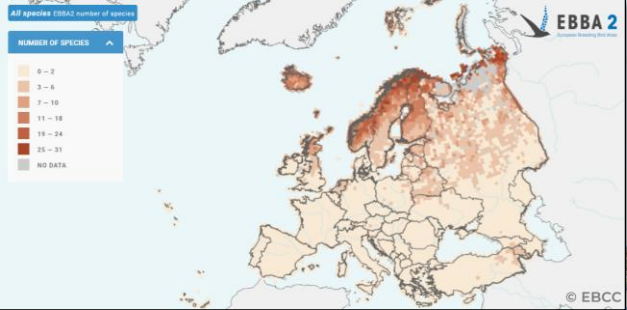 All species EBBA2 number of species
NUMBER OF SPECIES
0 – 2
3 – 6
7 – 10
11 – 18
19 – 24
25 – 31
NO DATA
EBBA 2
European Breeding Bird Atlas
© EBCC